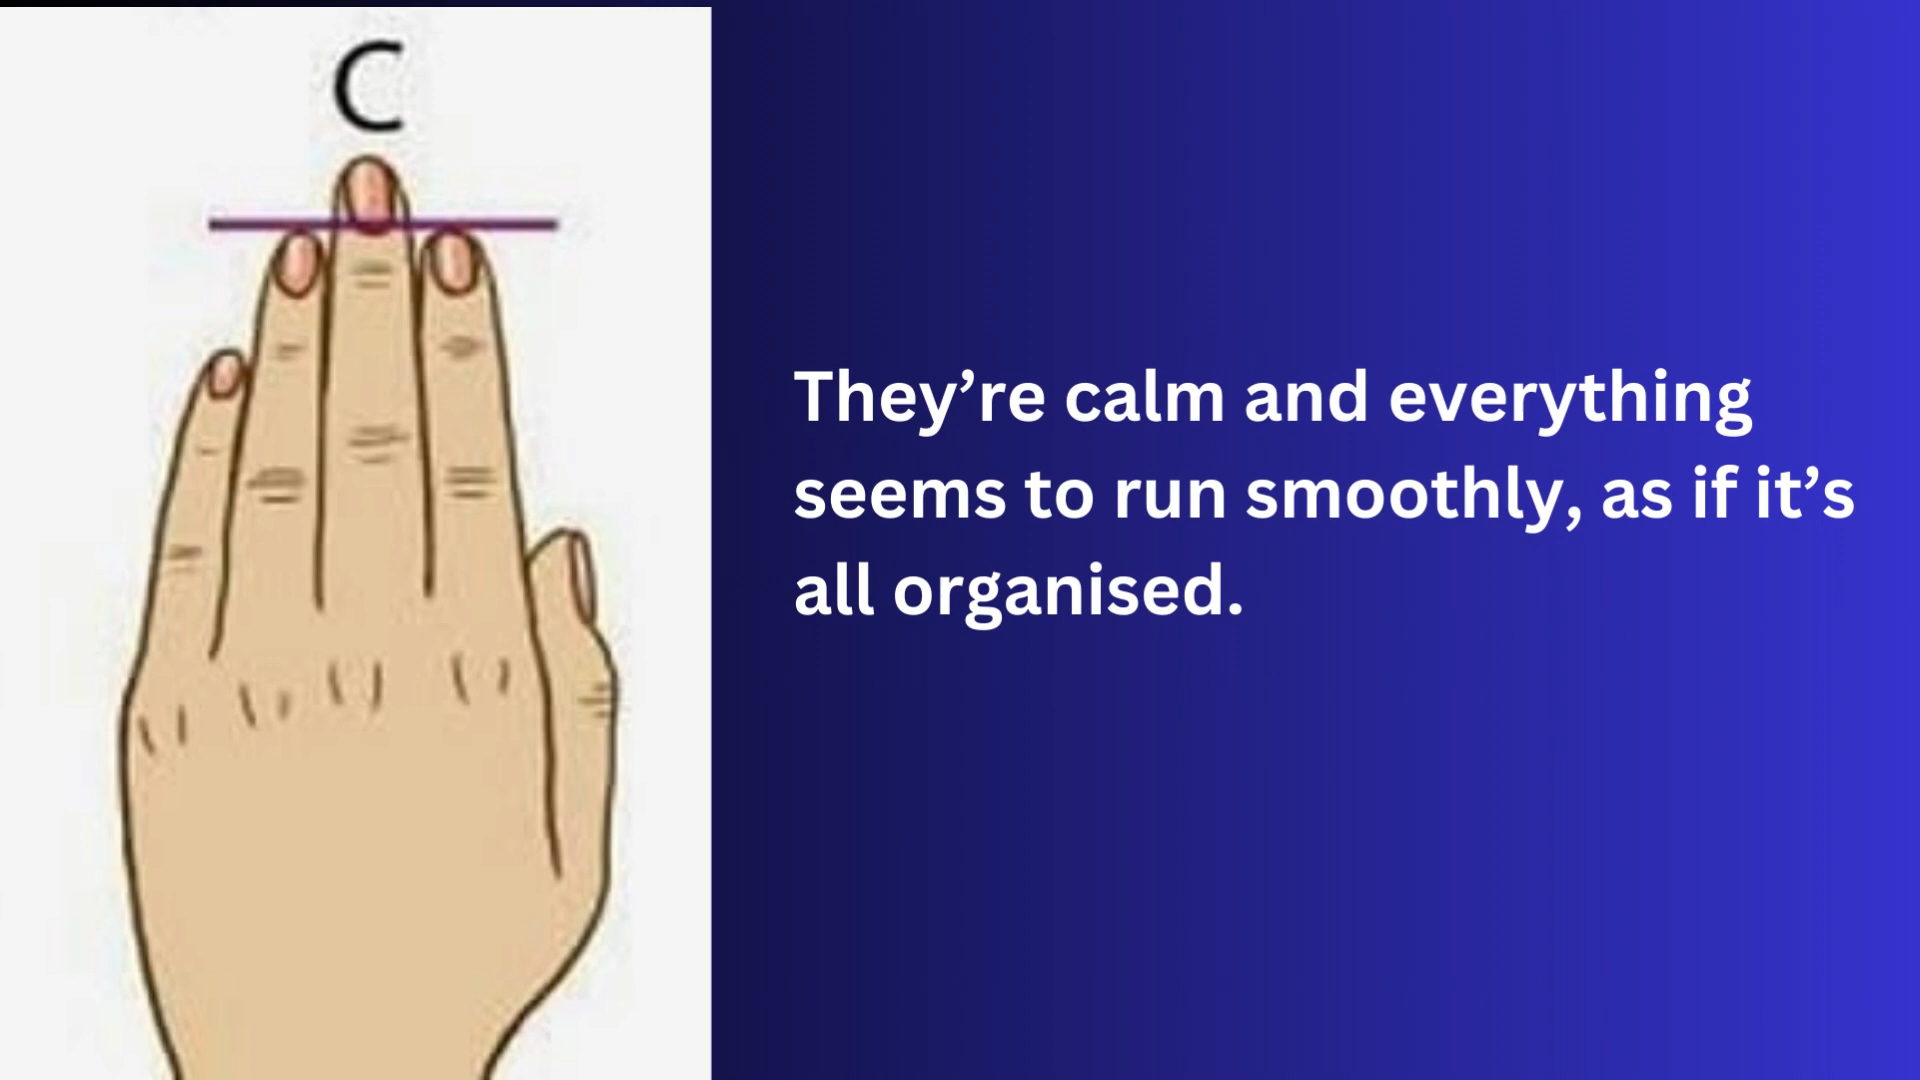 C
They’re calm and everything
seems to run smoothly, as if it’s
all organised.